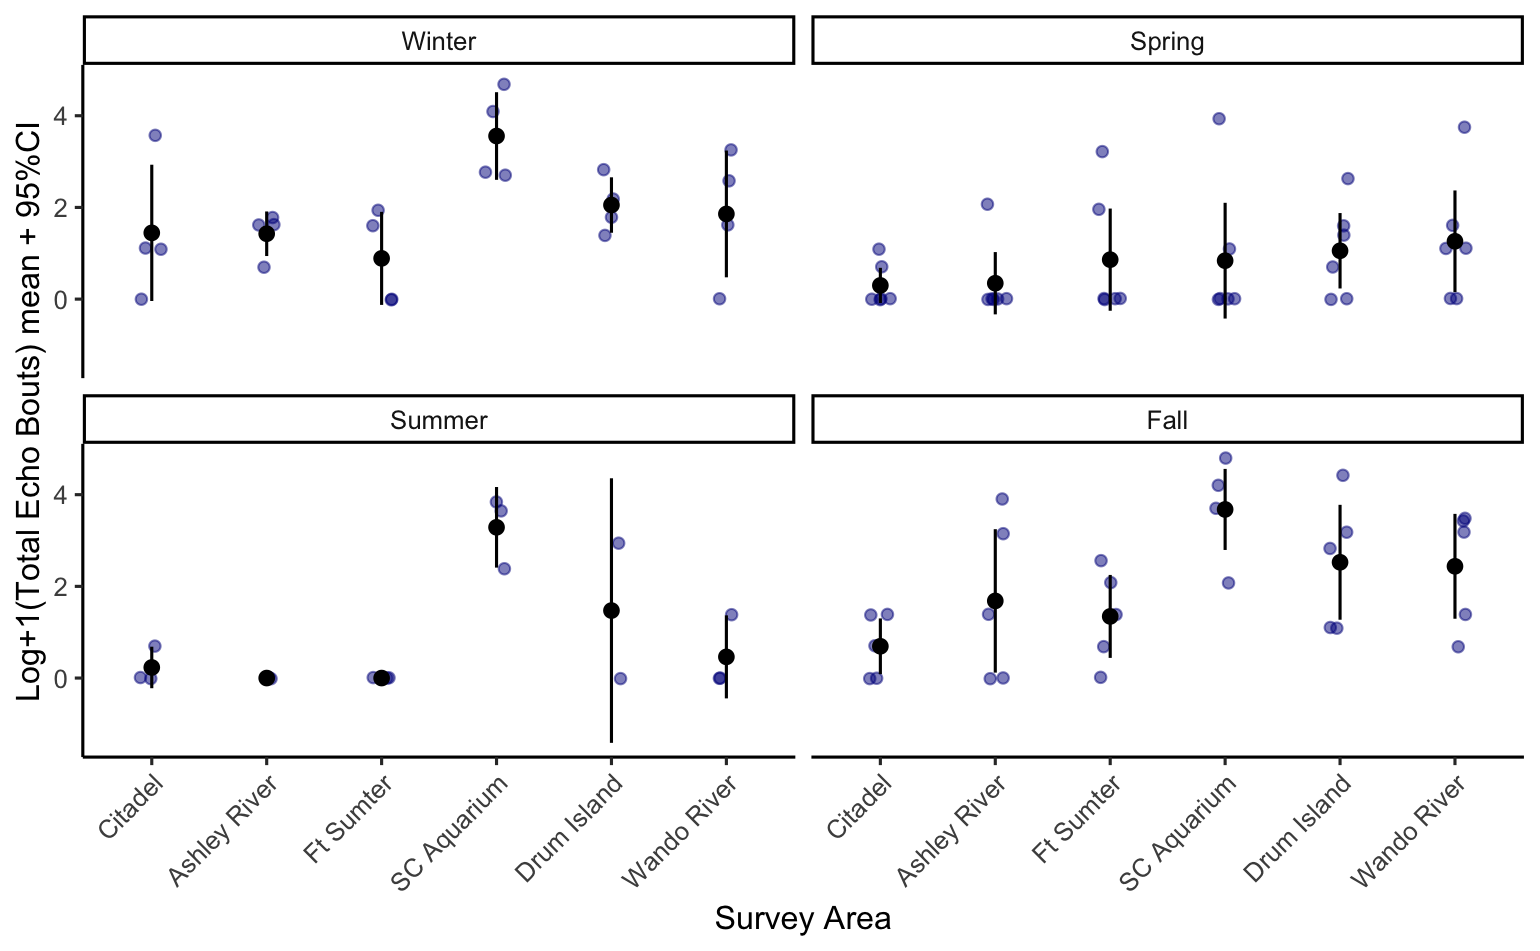 Log+1(Total Echo Bouts) mean + 95%CI
Winter
Spring
4
2
0
Summer
Fall
4
2
0
Citadel
Ashley River
Ft Sumter
SC Aquarium
Drum Island
Wando River
Citadel
Ashley River
Ft Sumter
SC Aquarium
Drum Island
Wando River
Survey Area